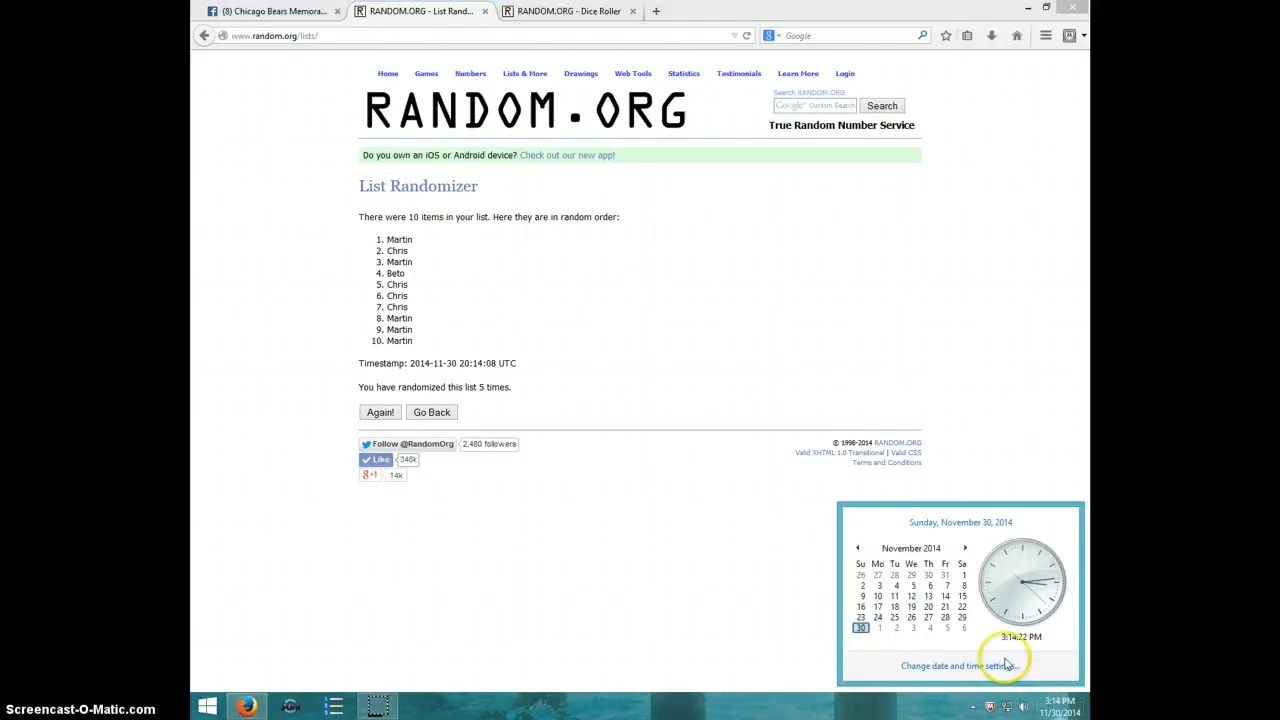 (8) Chicago Bears Memora...
RANDOM.ORG - List Rand...
RANDOM.ORG - Dice Roller
www.random.org/lists/
Google
Home Games Numbers Lists & More Drawings Web Tools Statistics Testimonials Learn More Login
RANDOM.ORG
Search RANDOM.ORG
Google™ Custom Search
Search
True Random Number Service
Do you own an iOS or Android device? Check out our new app!
List Randomizer
There were 10 items in your list. Here they are in random order:
1. Martin
2. Chris
3. Martin
4. Beto
5. Chris
6. Chris
7. Chris
8. Martin
9. Martin
10. Martin
Timestamp: 2014-11-30 20:14:08 UTC
You have randomized this list 5 times.
Again! Go Back
Follow @RandomOrg 2,480 followers
Like 348k
+1 14k
© 1998-2014 RANDOM.ORG
Valid XHTML 1.0 Transitional | Valid CSS
Terms and Conditions
Sunday, November 30, 2014
November 2014
Su Mo Tu We Th Fr Sa
26 27 28 29 30 31 1
2 3 4 5 6 7 8
9 10 11 12 13 14 15
16 17 18 19 20 21 22
23 24 25 26 27 28 29
30 1 2 3 4 5 6
3:14:22 PM
Change date and time settings...
3:14 PM
11/30/2014
Screencast-O-Matic.com